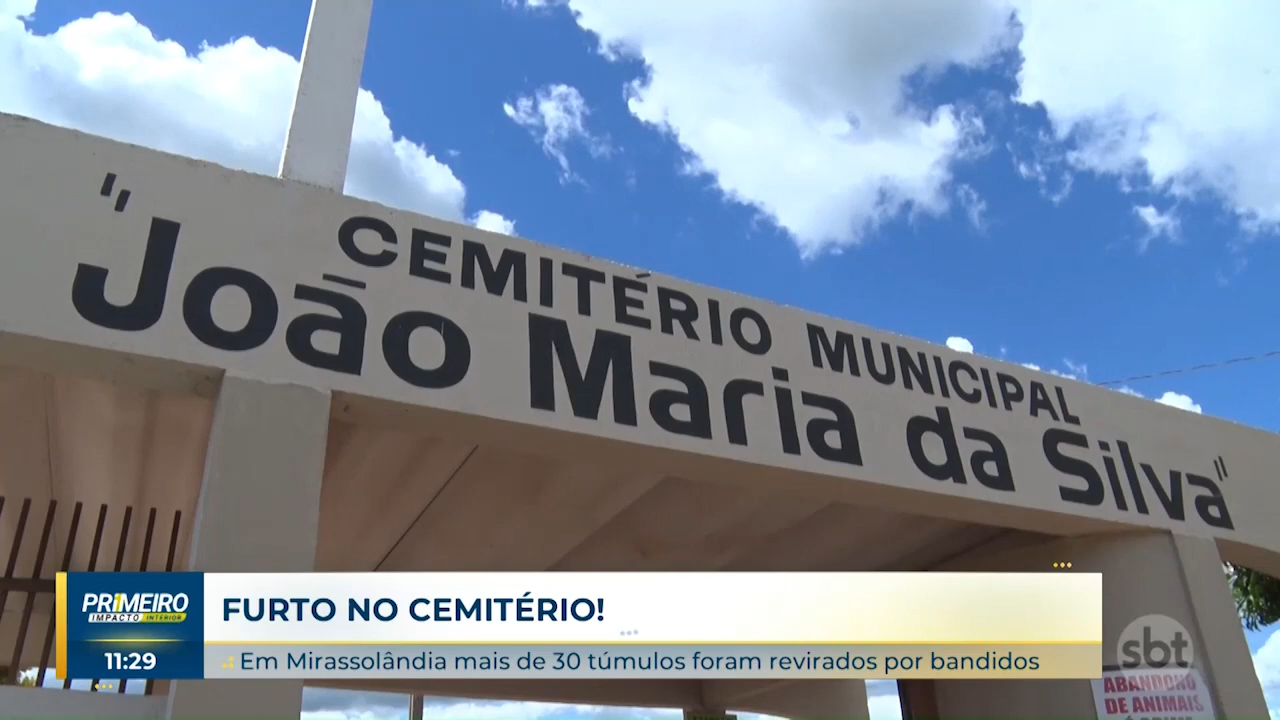 CEMITÉRIO MUNICIPAL
"João Maria da Silva"
PRIMEIRO
IMPACTO INTERIOR
11:29
FURTO NO CEMITÉRIO!
Em Mirassolândia mais de 30 túmulos foram revirados por bandidos
sbt
ABANDONO
DE ANIMAIS